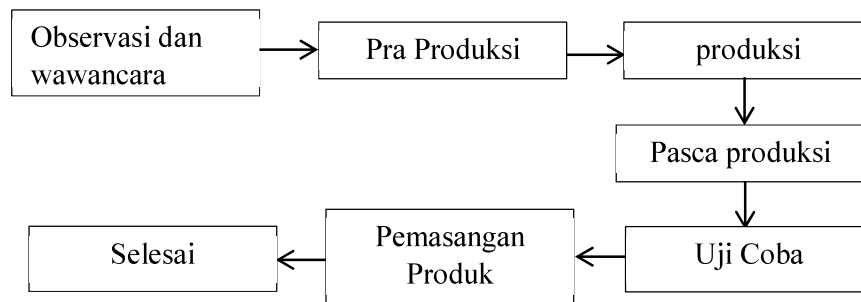 Observasi dan
wawancara
Pra Produksi
produksi
Pasca produksi
Uji Coba
Pemasangan
Produk
Selesai